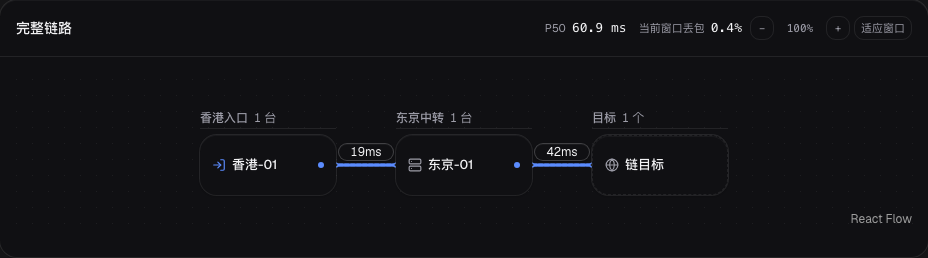 完整链路
P50 60.9 ms 当前窗口丢包 0.4% − 100% + 适应窗口
香港入口 1 台
东京中转 1 台
目标 1 个
香港-01
19ms
东京-01
42ms
链目标
React Flow